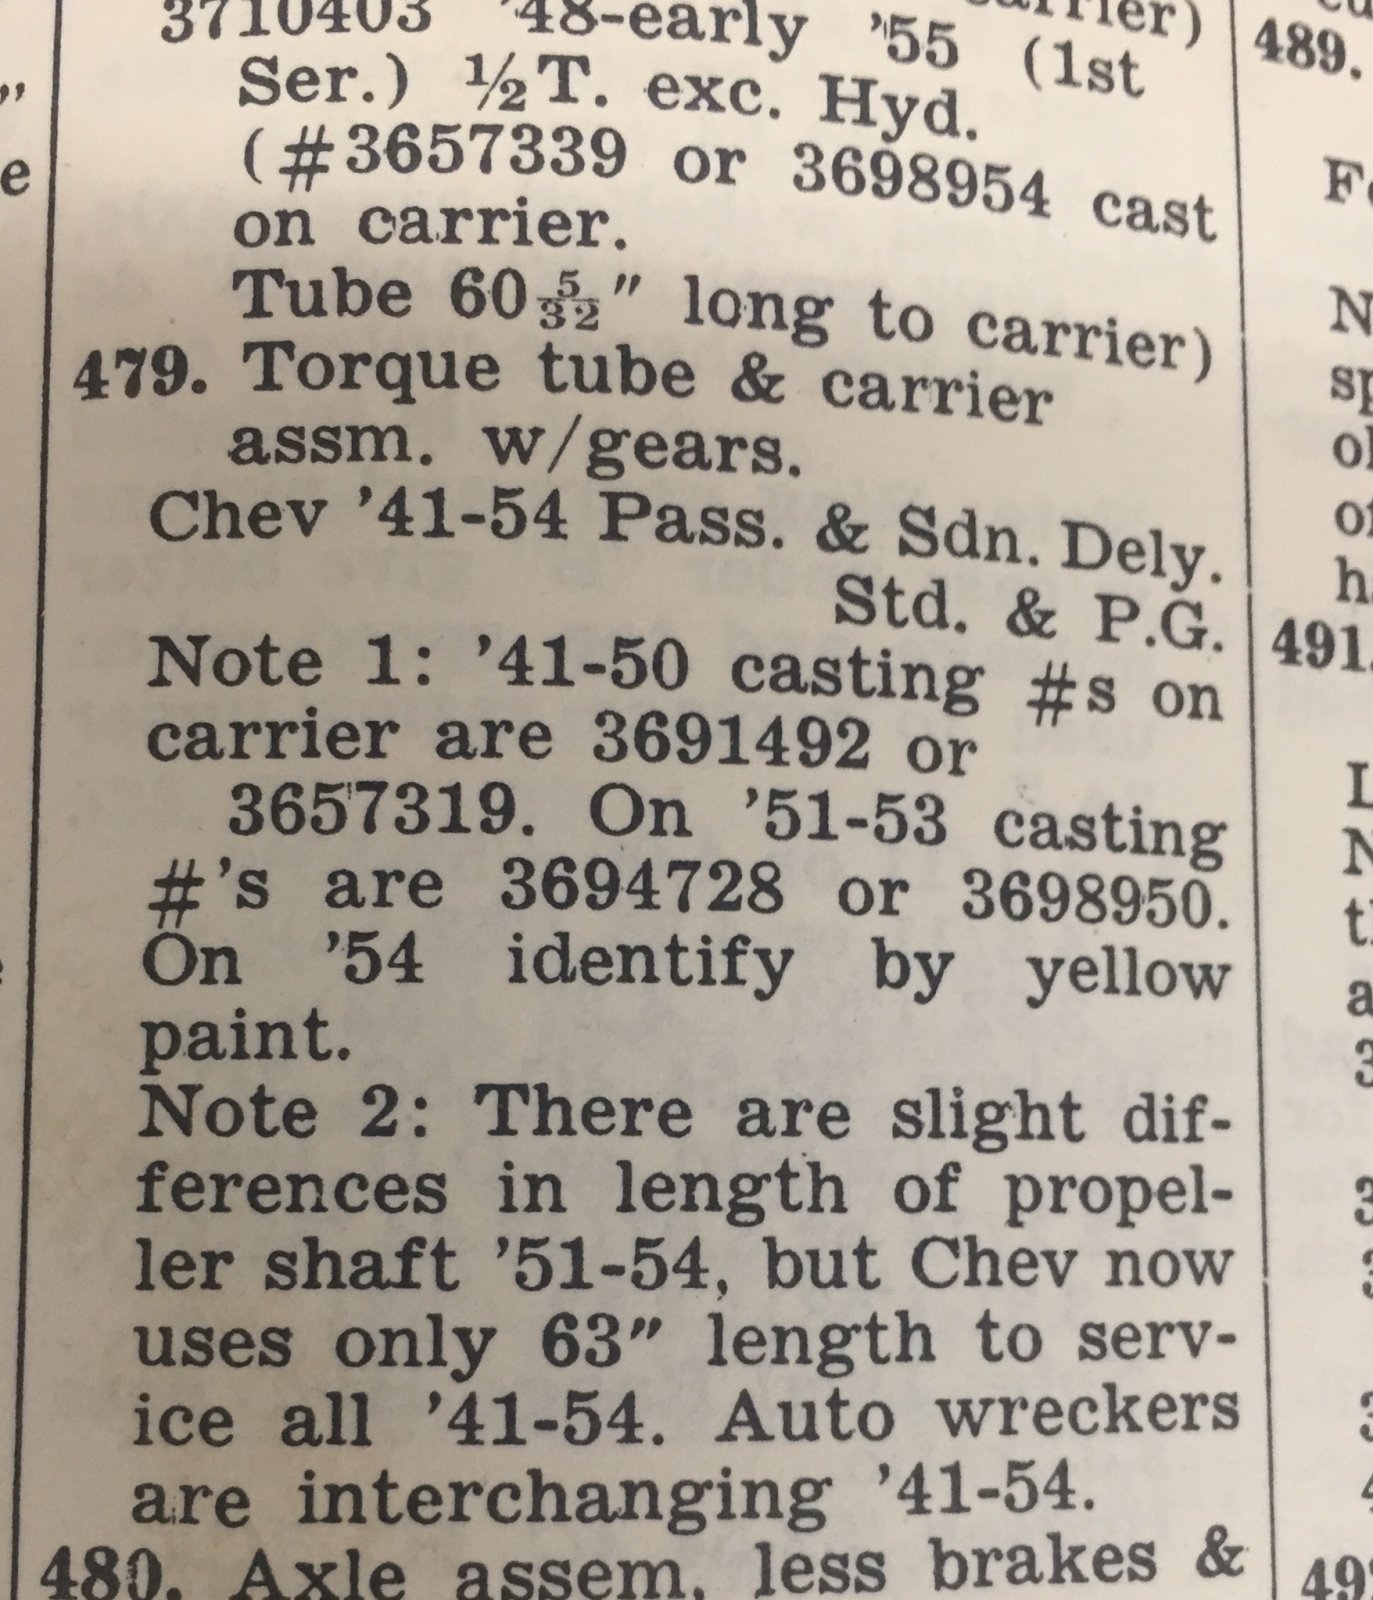 carrier)
3710403 '48-early '55 (1st
Ser.) ½T. exc. Hyd.
(#3657339 or 3698954 cast
on carrier.
Tube 60 5/32" long to carrier)
479. Torque tube & carrier
assm. w/gears.
Chev '41-54 Pass. & Sdn. Dely.
Std. & P.G.
Note 1: '41-50 casting #s on
carrier are 3691492 or
3657319. On '51-53 casting
#'s are 3694728 or 3698950.
On '54 identify by yellow
paint.
Note 2: There are slight dif-
ferences in length of propel-
ler shaft '51-54, but Chev now
uses only 63" length to serv-
ice all '41-54. Auto wreckers
are interchanging '41-54.
480. Axle assem. less brakes &
489.
491.